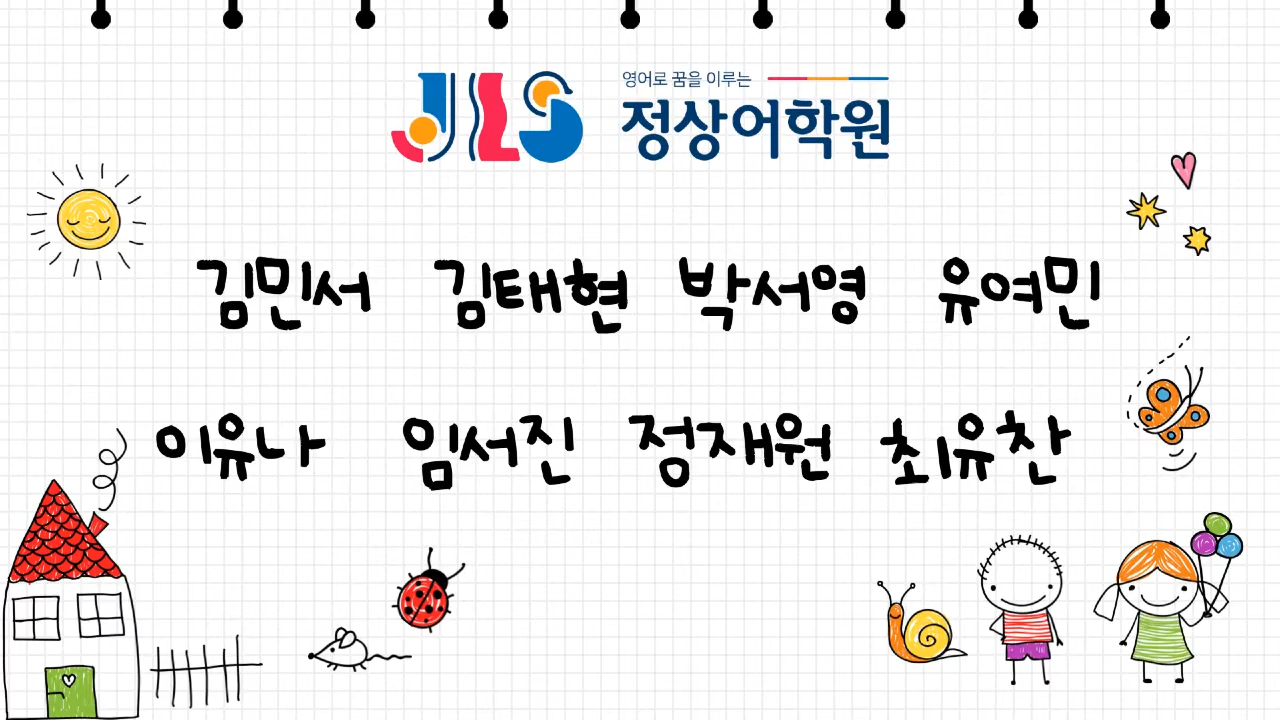 JLS
영어로 꿈을 이루는
정상어학원
김민서 김태현 박서영 유여민
이유나 임서진 정재원 최유찬